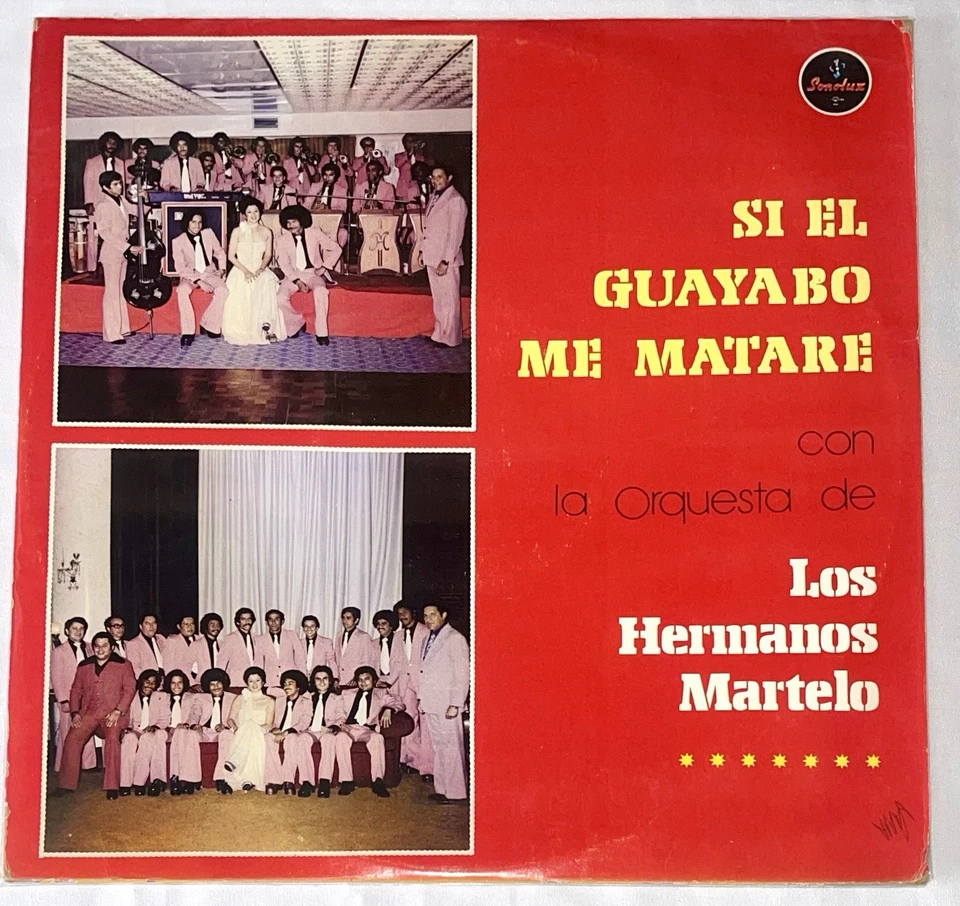 Sonolux
SI EL
GUAYABO
ME MATARE
con
la Orquesta de
Los
Hermanos
Martelo